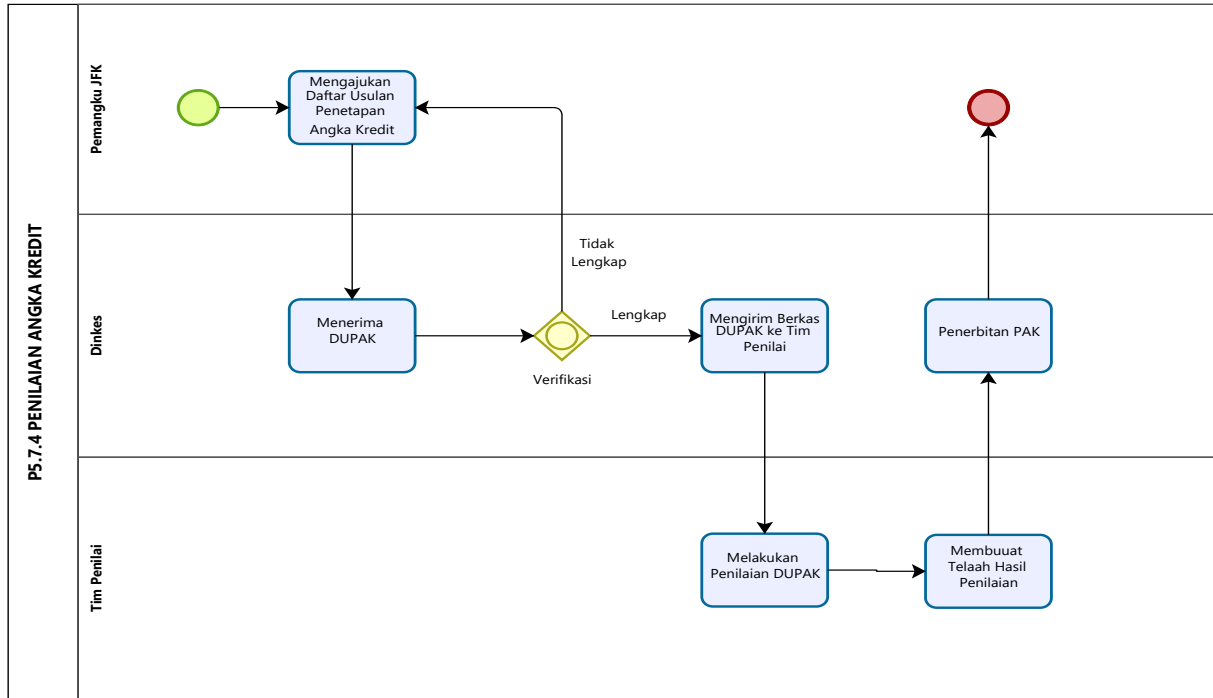 P5.7.4 PENILAIAN ANGKA KREDIT
Pemangku JFK
Mengajukan
Daftar Usulan
Penetapan
Angka Kredit
Dinkes
Menerima
DUPAK
Tidak
Lengkap
Verifikasi
Lengkap
Mengirim Berkas
DUPAK ke Tim
Penilai
Penerbitan PAK
Tim Penilai
Melakukan
Penilaian DUPAK
Membuuat
Telaah Hasil
Penilaian